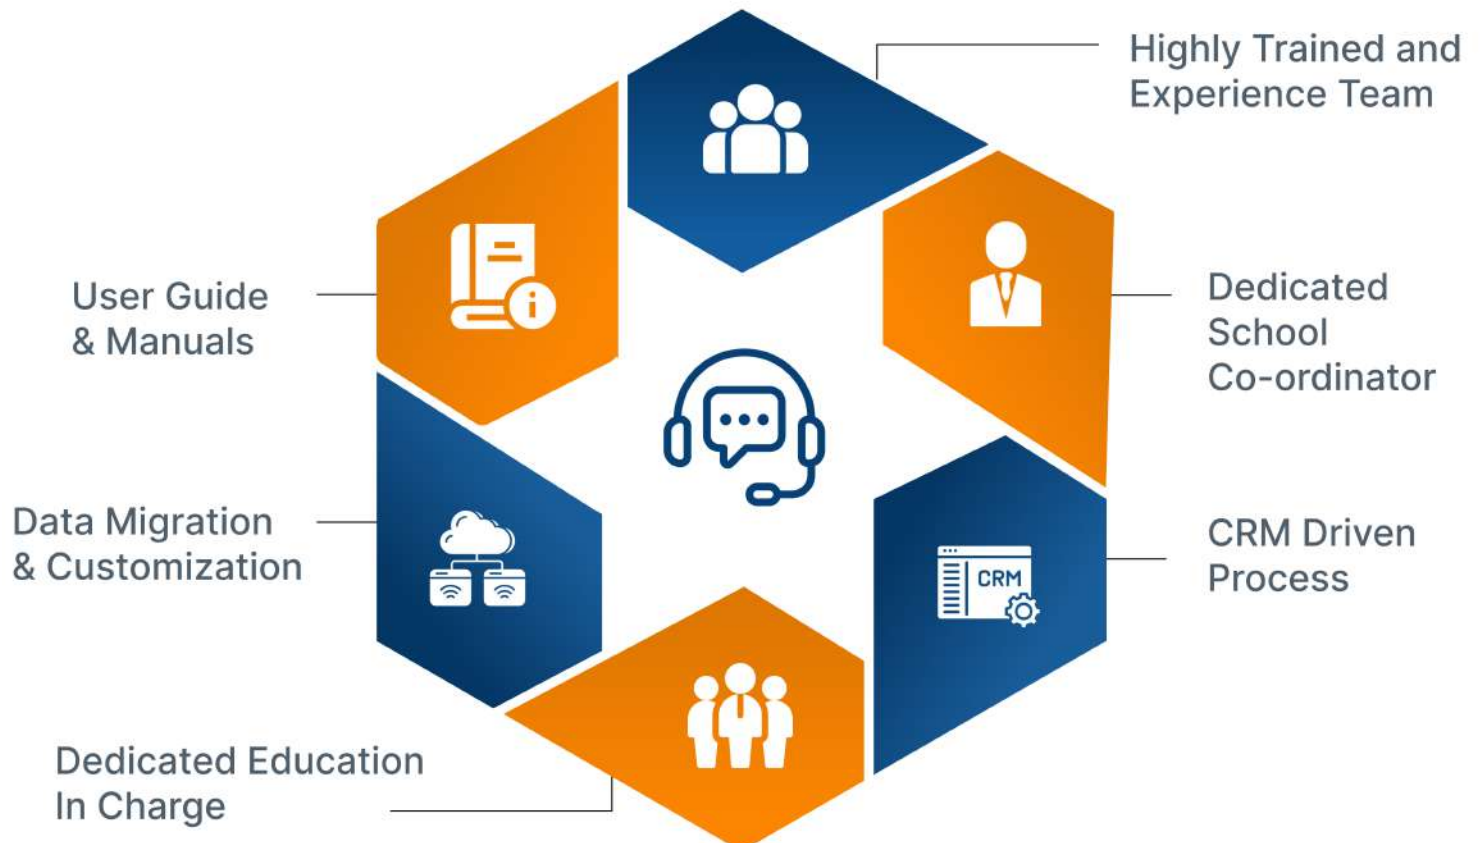 Highly Trained and
Experience Team
User Guide
& Manuals
Dedicated
School
Co-ordinator
Data Migration
& Customization
CRM Driven
Process
CRM
Dedicated Education
In Charge